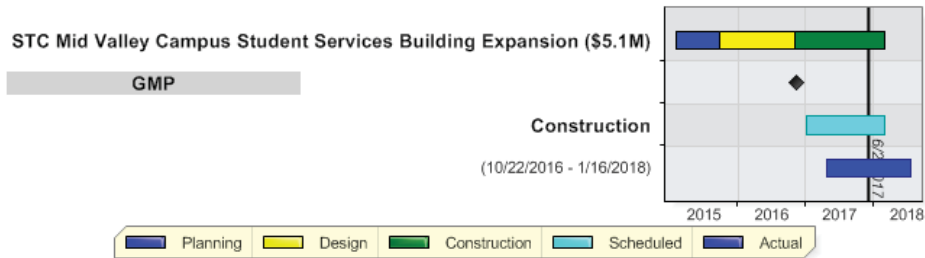 STC Mid Valley Campus Student Services Building Expansion ($5.1M)
GMP
Construction
(10/22/2016 - 1/16/2018)
2015 2016 2017 2018
Planning Design Construction Scheduled Actual